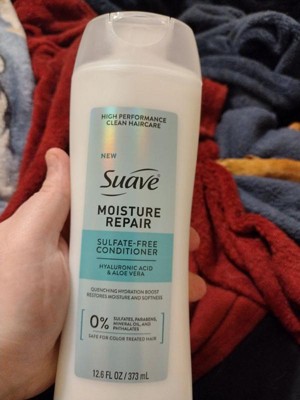 HIGH PERFORMANCE
CLEAN HAIRCARE
NEW
Suave
MOISTURE
REPAIR
SULFATE-FREE
CONDITIONER
HYALURONIC ACID
& ALOE VERA
QUENCHING HYDRATION BOOST
RESTORES MOISTURE AND SOFTNESS
0% SULFATES, PARABENS,
MINERAL OIL, AND
PHTHALATES
SAFE FOR COLOR TREATED HAIR
12.6 FL OZ / 373 mL